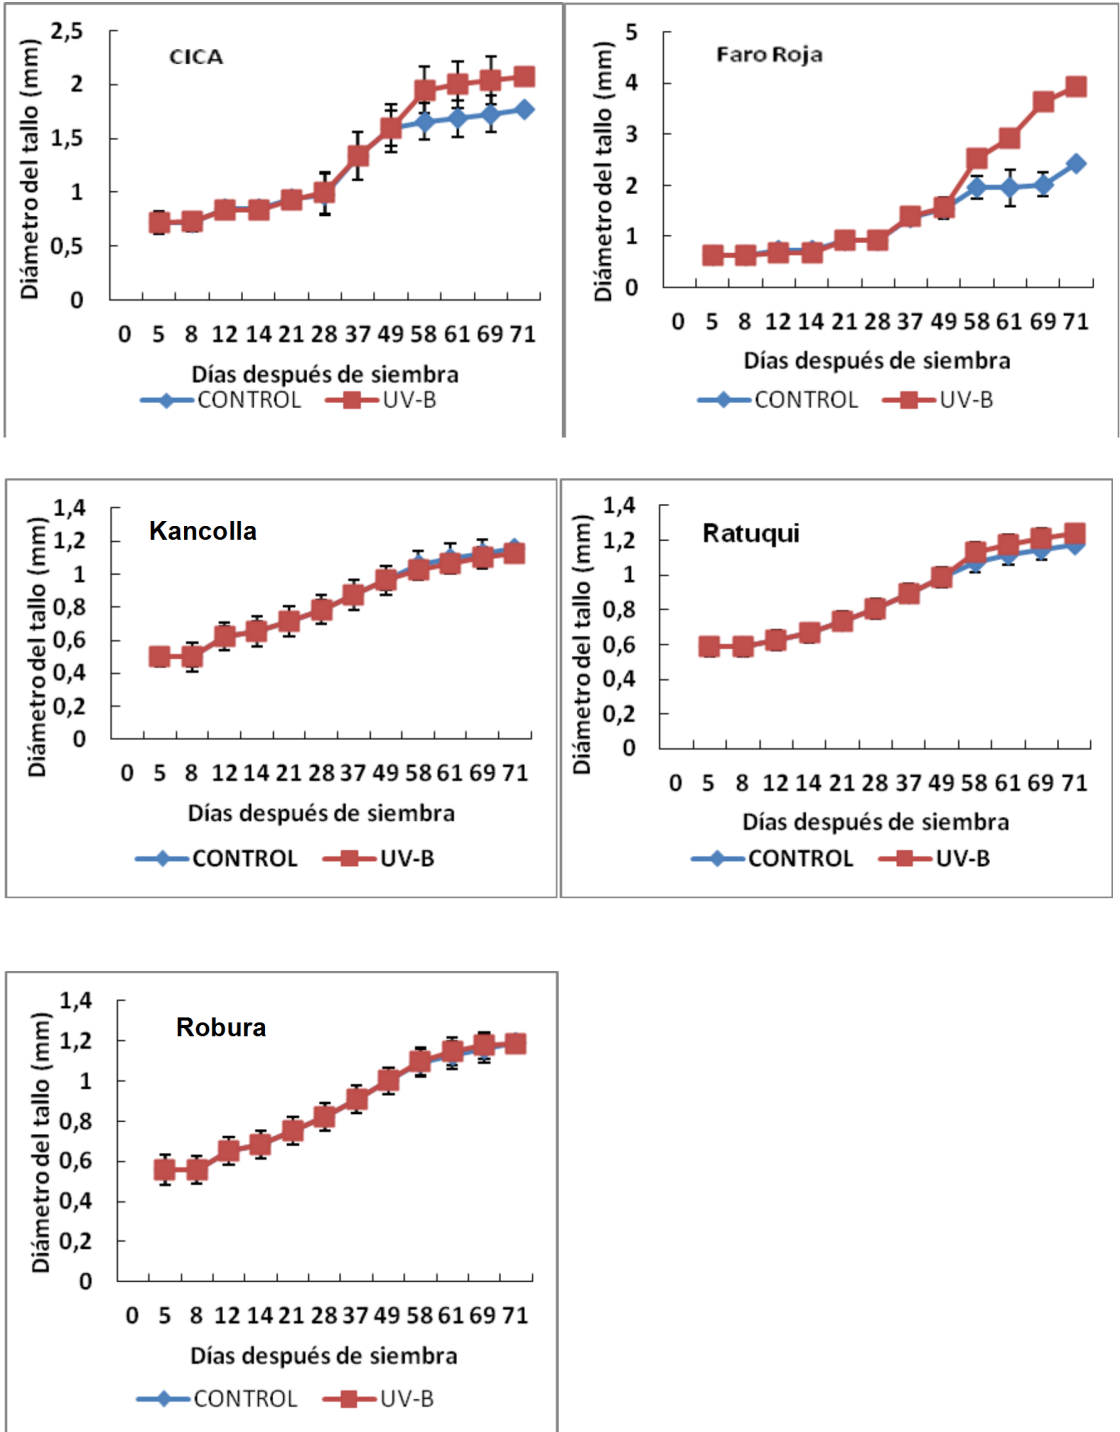 CICA
Diámetro del tallo (mm)
2,5
2
1,5
1
0,5
0
0 5 8 12 14 21 28 37 49 58 61 69 71
Días después de siembra
CONTROL UV-B
Faro Roja
Diámetro del tallo (mm)
5
4
3
2
1
0
0 5 8 12 14 21 28 37 49 58 61 69 71
Días después de siembra
CONTROL UV-B
Kancolla
Diámetro del tallo (mm)
1,4
1,2
1
0,8
0,6
0,4
0,2
0
0 5 8 12 14 21 28 37 49 58 61 69 71
Días después de siembra
CONTROL UV-B
Ratuqui
Diámetro del tallo (mm)
1,4
1,2
1
0,8
0,6
0,4
0,2
0
0 5 8 12 14 21 28 37 49 58 61 69 71
Días después de siembra
CONTROL UV-B
Robura
Diámetro del tallo (mm)
1,4
1,2
1
0,8
0,6
0,4
0,2
0
0 5 8 12 14 21 28 37 49 58 61 69 71
Días después de siembra
CONTROL UV-B